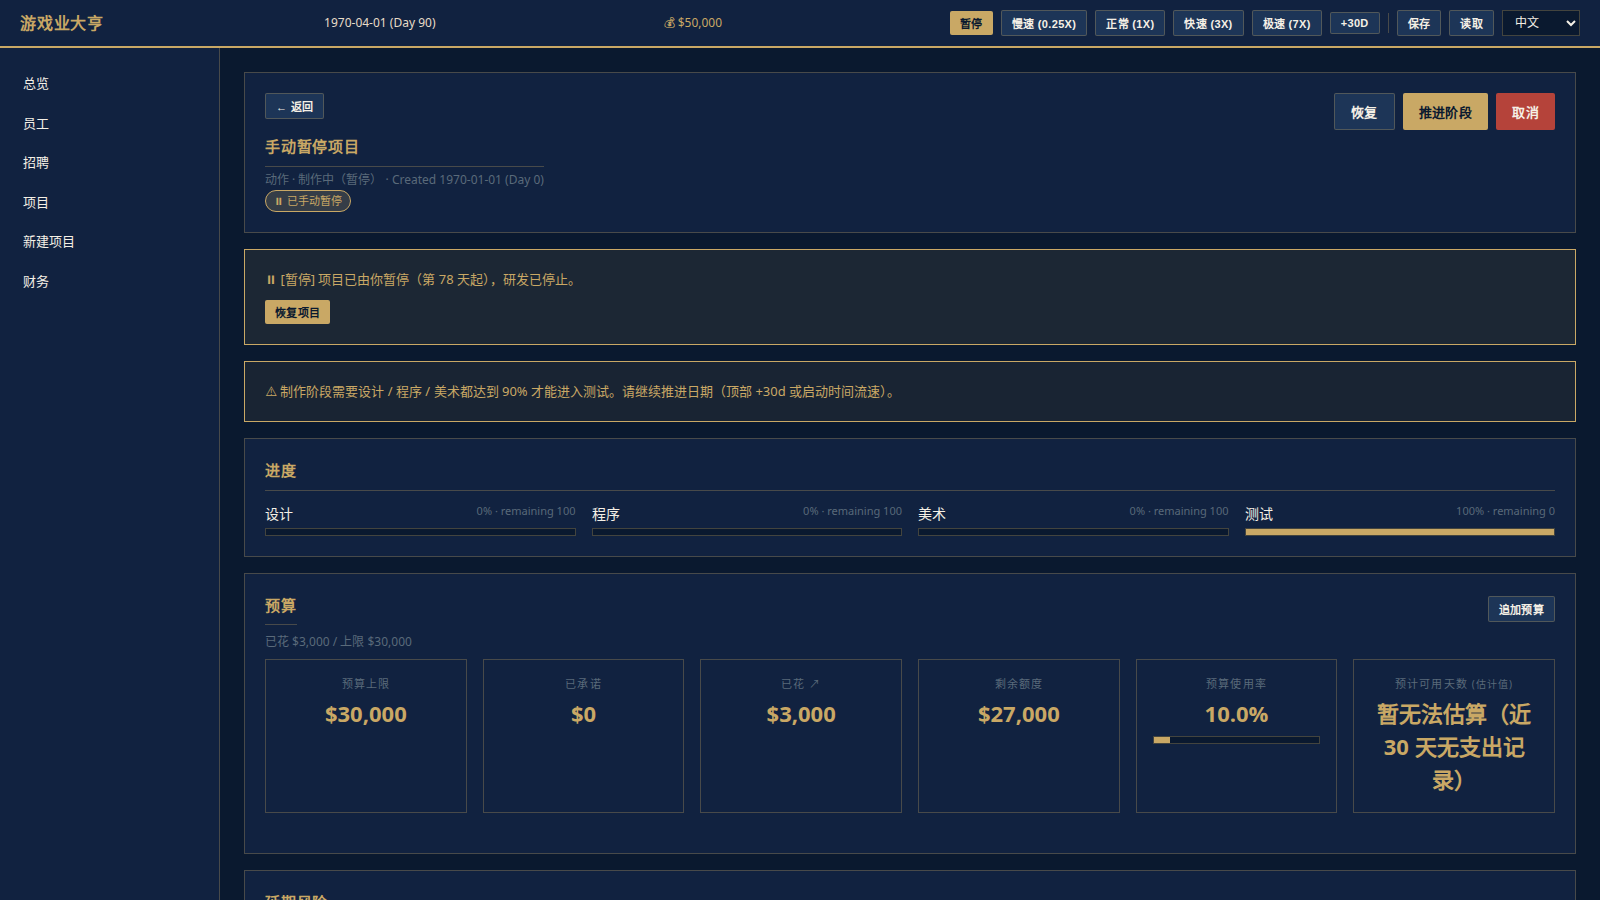 游戏业大亨
1970-04-01 (Day 90)
💰 $50,000
暂停
慢速 (0.25X)
正常 (1X)
快速 (3X)
极速 (7X)
+30D
保存
读取
中文
总览
员工
招聘
项目
新建项目
财务
← 返回
恢复
推进阶段
取消
手动暂停项目
动作 · 制作中（暂停） · Created 1970-01-01 (Day 0)
⏸ 已手动暂停
⏸ [暂停] 项目已由你暂停（第 78 天起），研发已停止。
恢复项目
⚠ 制作阶段需要设计 / 程序 / 美术都达到 90% 才能进入测试。请继续推进日期（顶部 +30d 或启动时间流速）。
进度
设计 0% · remaining 100
程序 0% · remaining 100
美术 0% · remaining 100
测试 100% · remaining 0
预算
追加预算
已花 $3,000 / 上限 $30,000
预算上限
$30,000
已承诺
$0
已花 ↗
$3,000
剩余额度
$27,000
预算使用率
10.0%
预计可用天数 (估计值)
暂无法估算（近
30 天无支出记
录）
延期风险